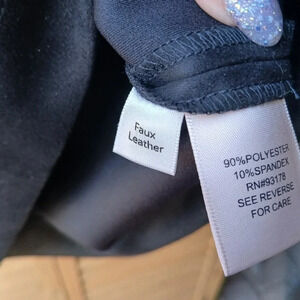 Faux
Leather
90%POLYESTER
10%SPANDEX
RN#93178
SEE REVERSE
FOR CARE